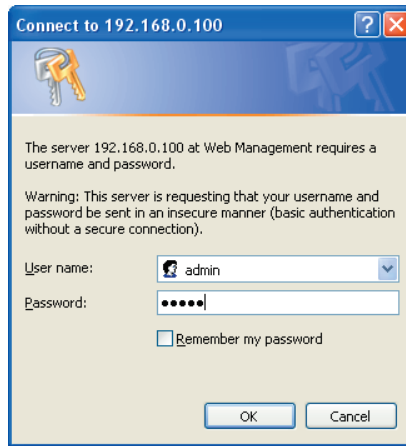 Connect to 192.168.0.100
The server 192.168.0.100 at Web Management requires a
username and password.
Warning: This server is requesting that your username and
password be sent in an insecure manner (basic authentication
without a secure connection).
User name:
admin
Password:
•••••
Remember my password
OK
Cancel